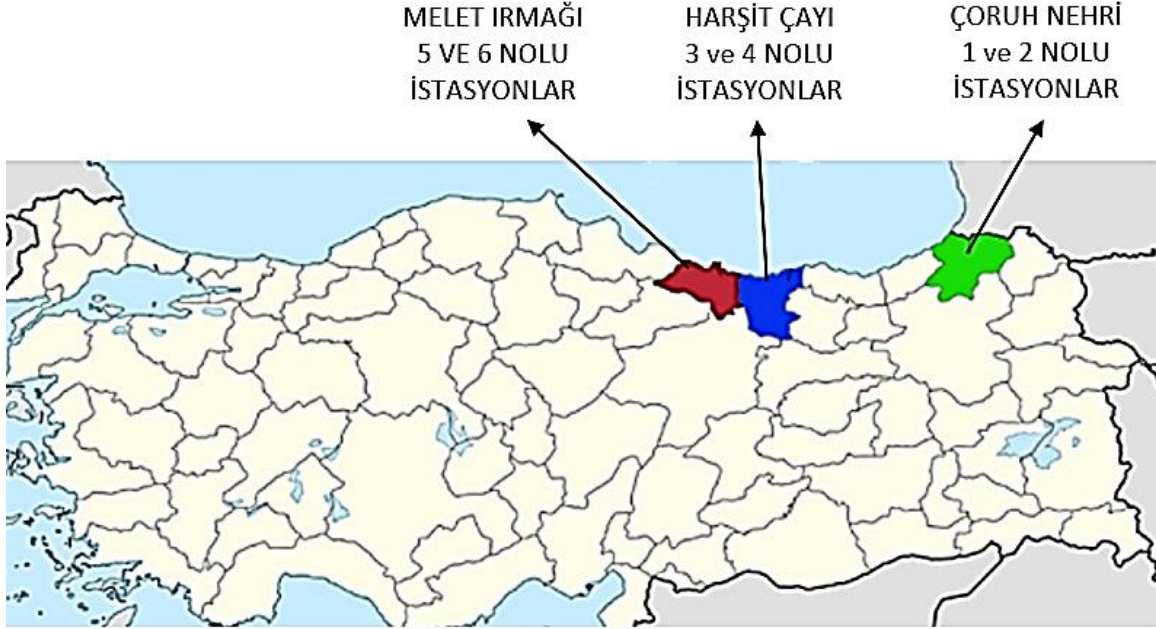 MELET IRMAĞI
5 VE 6 NOLU
İSTASYONLAR
HARŞİT ÇAYI
3 ve 4 NOLU
İSTASYONLAR
ÇORUH NEHRİ
1 ve 2 NOLU
İSTASYONLAR